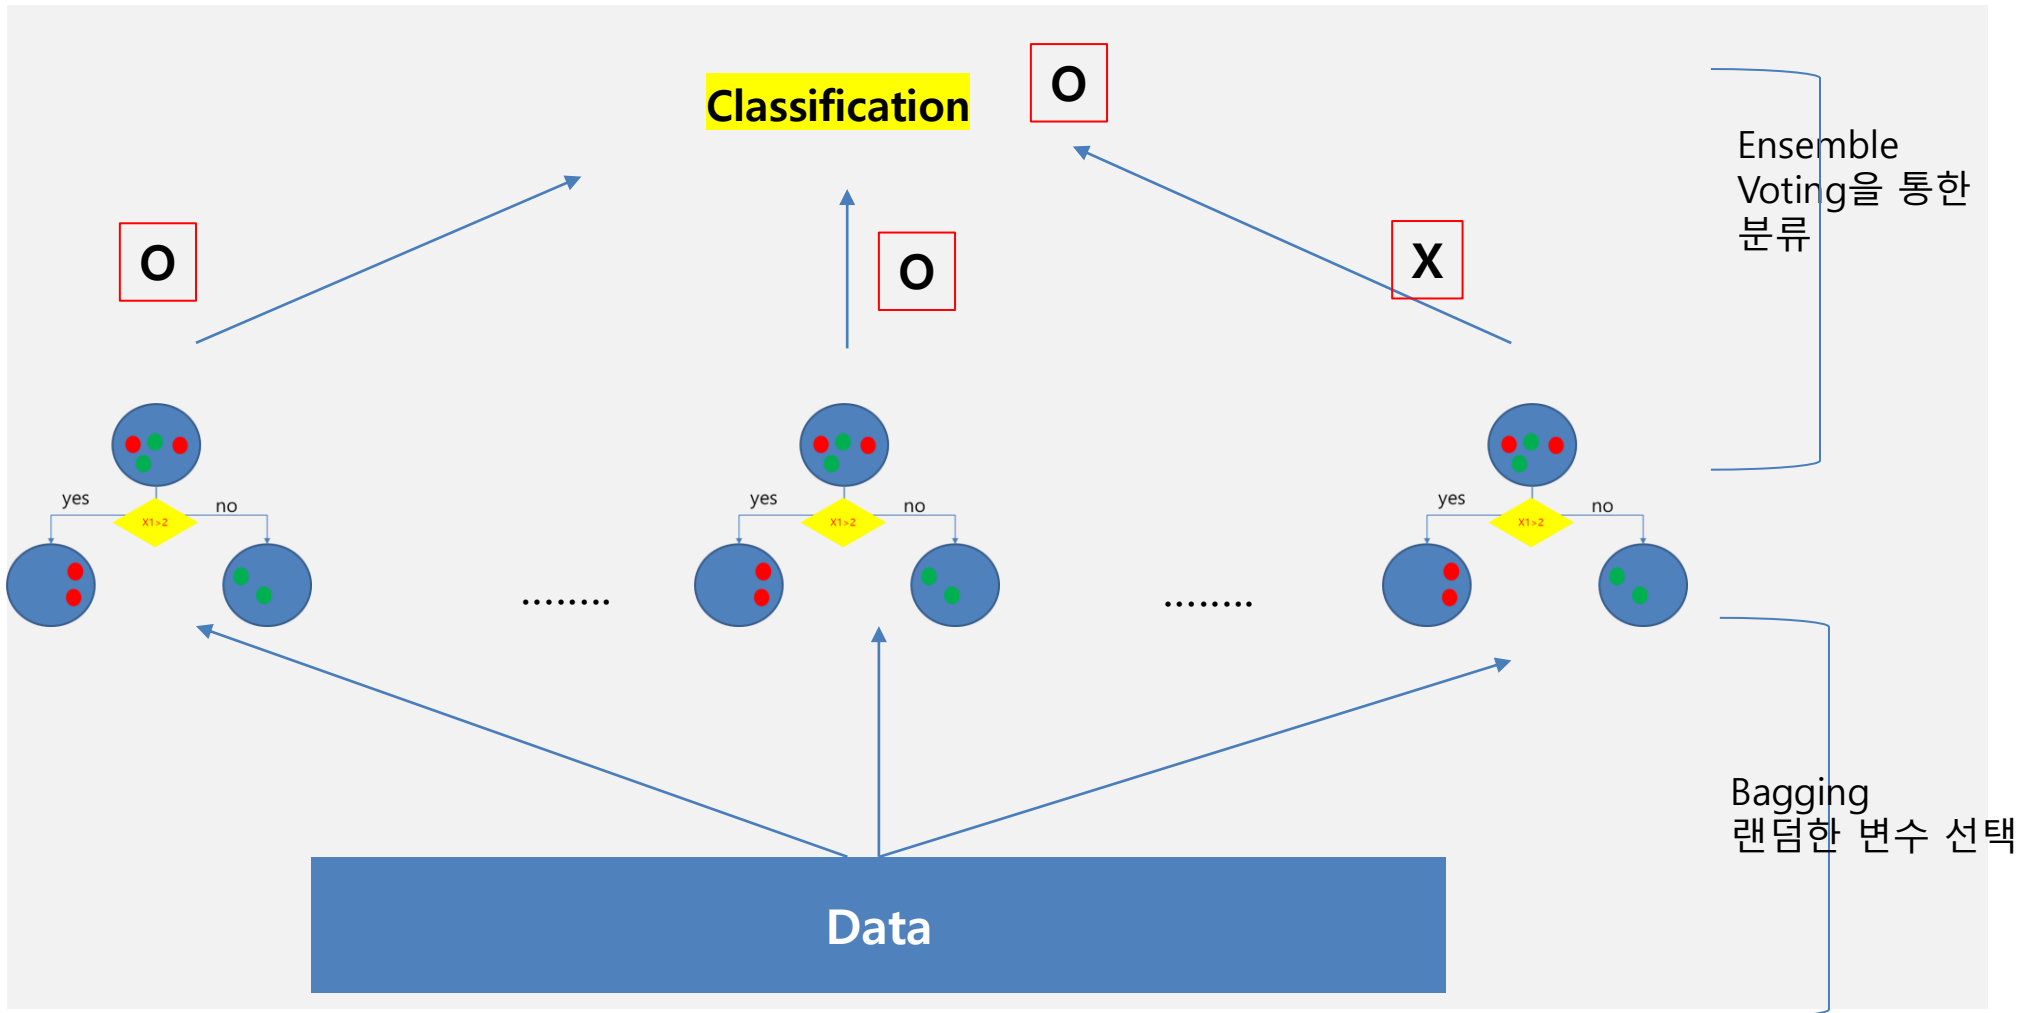 O
Classification
Ensemble
Voting을 통한
분류
O
O
X
yes
no
X1>2
yes
no
X1>2
yes
no
X1>2
........
........
Bagging
랜덤한 변수 선택
Data